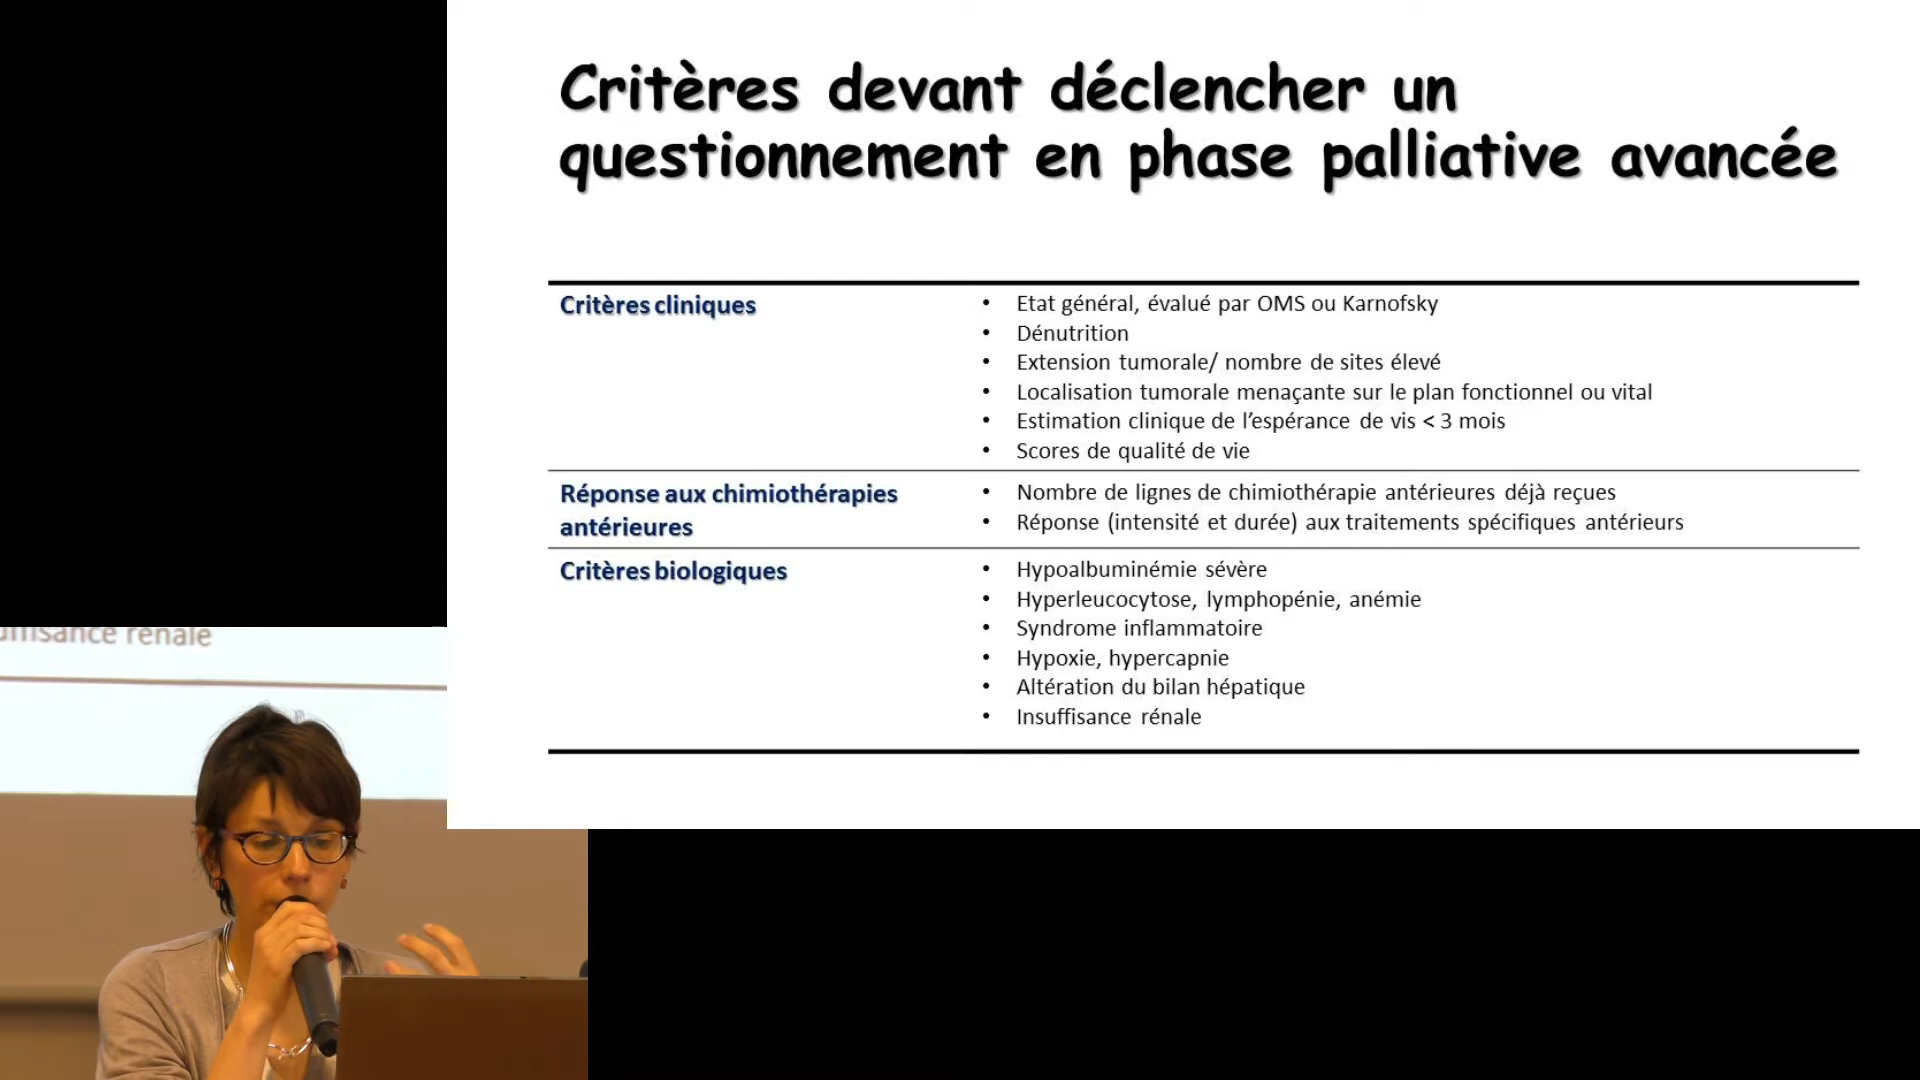 Critères devant déclencher un
questionnement en phase palliative avancée
Critères cliniques
• Etat général, évalué par OMS ou Karnofsky
• Dénutrition
• Extension tumorale/ nombre de sites élevé
• Localisation tumorale menaçante sur le plan fonctionnel ou vital
• Estimation clinique de l’espérance de vis < 3 mois
• Scores de qualité de vie
Réponse aux chimiothérapies
antérieures
• Nombre de lignes de chimiothérapie antérieures déjà reçues
• Réponse (intensité et durée) aux traitements spécifiques antérieurs
Critères biologiques
• Hypoalbuminémie sévère
• Hyperleucocytose, lymphopénie, anémie
• Syndrome inflammatoire
• Hypoxie, hypercapnie
• Altération du bilan hépatique
• Insuffisance rénale
uffisance rénale